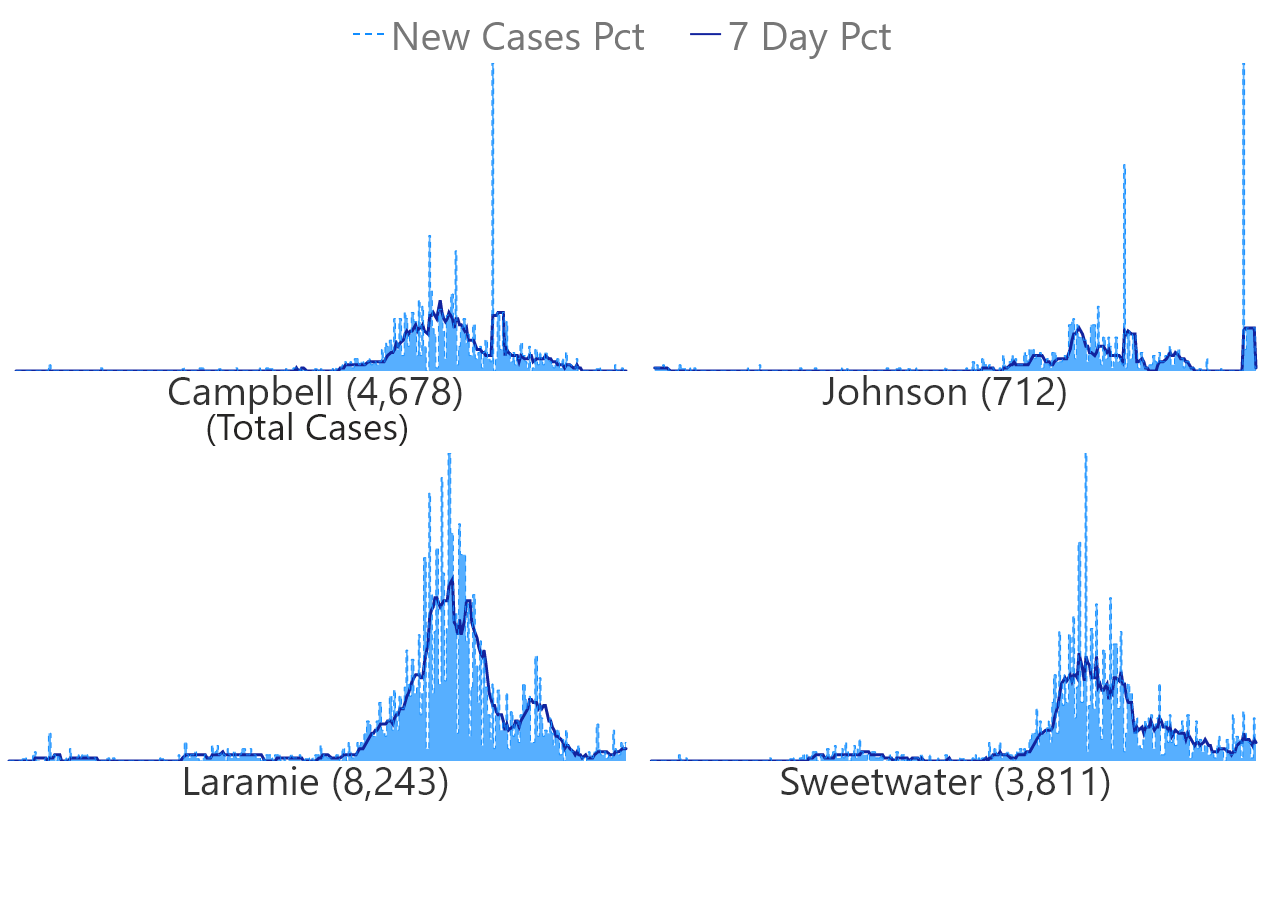 New Cases Pct 7 Day Pct
Campbell (4,678)
(Total Cases)
Johnson (712)
Laramie (8,243)
Sweetwater (3,811)